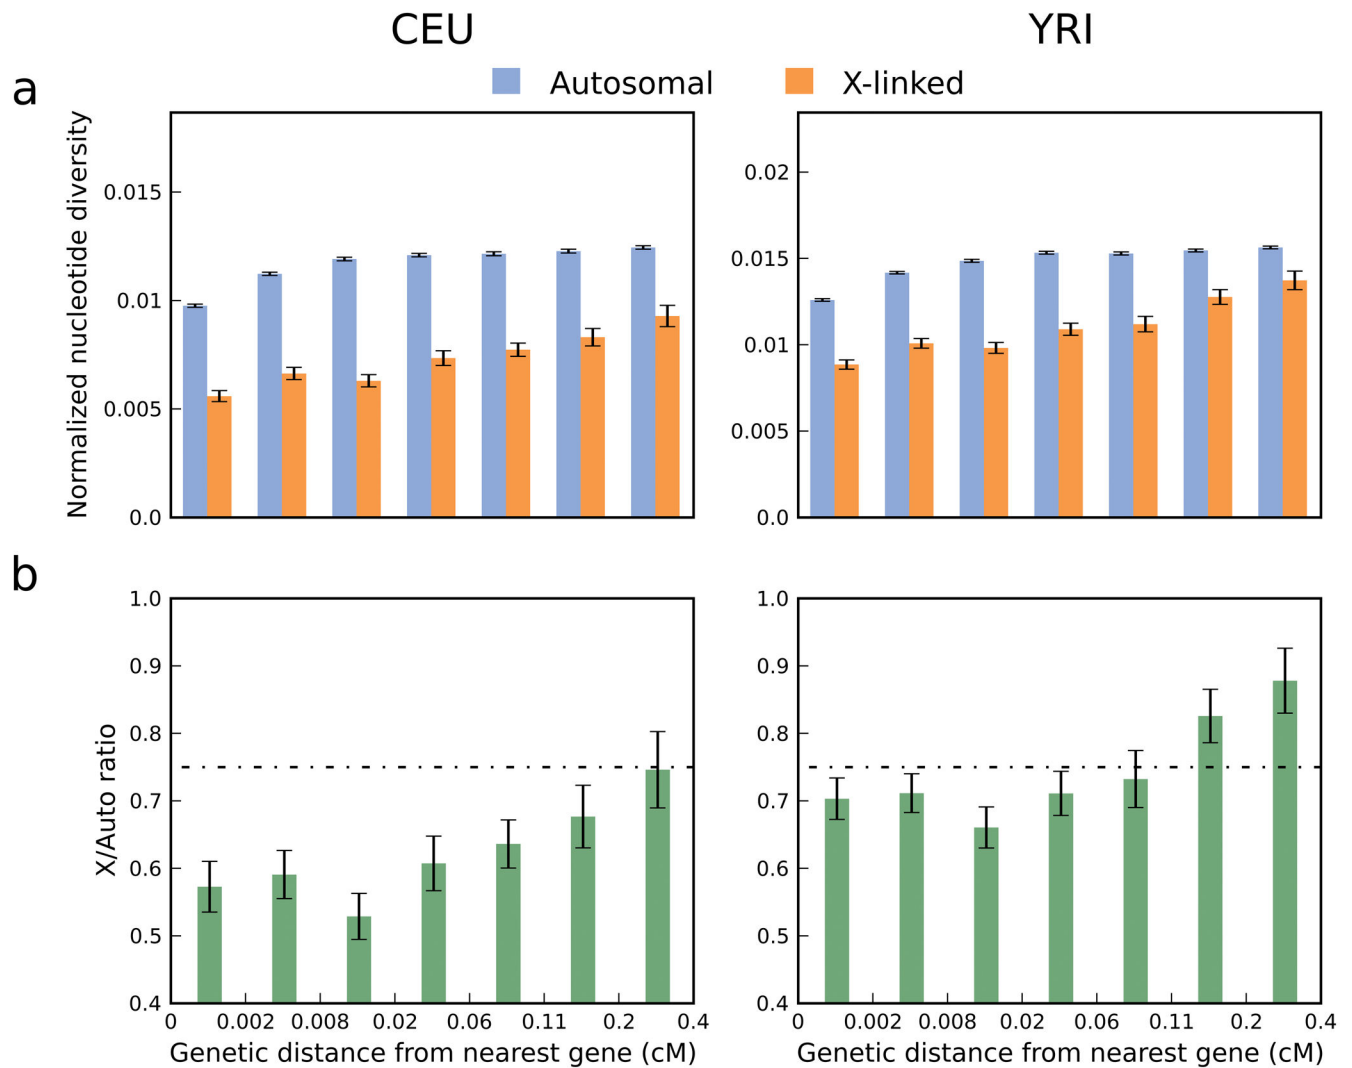 CEU
YRI
Autosomal
X-linked
a
Normalized nucleotide diversity
0.015
0.01
0.005
0.0
0.02
0.015
0.01
0.005
0.0
b
X/Auto ratio
1.0
0.9
0.8
0.7
0.6
0.5
0.4
0 0.002 0.008 0.02 0.06 0.11 0.2 0.4
Genetic distance from nearest gene (cM)
1.0
0.9
0.8
0.7
0.6
0.5
0.4
0 0.002 0.008 0.02 0.06 0.11 0.2 0.4
Genetic distance from nearest gene (cM)